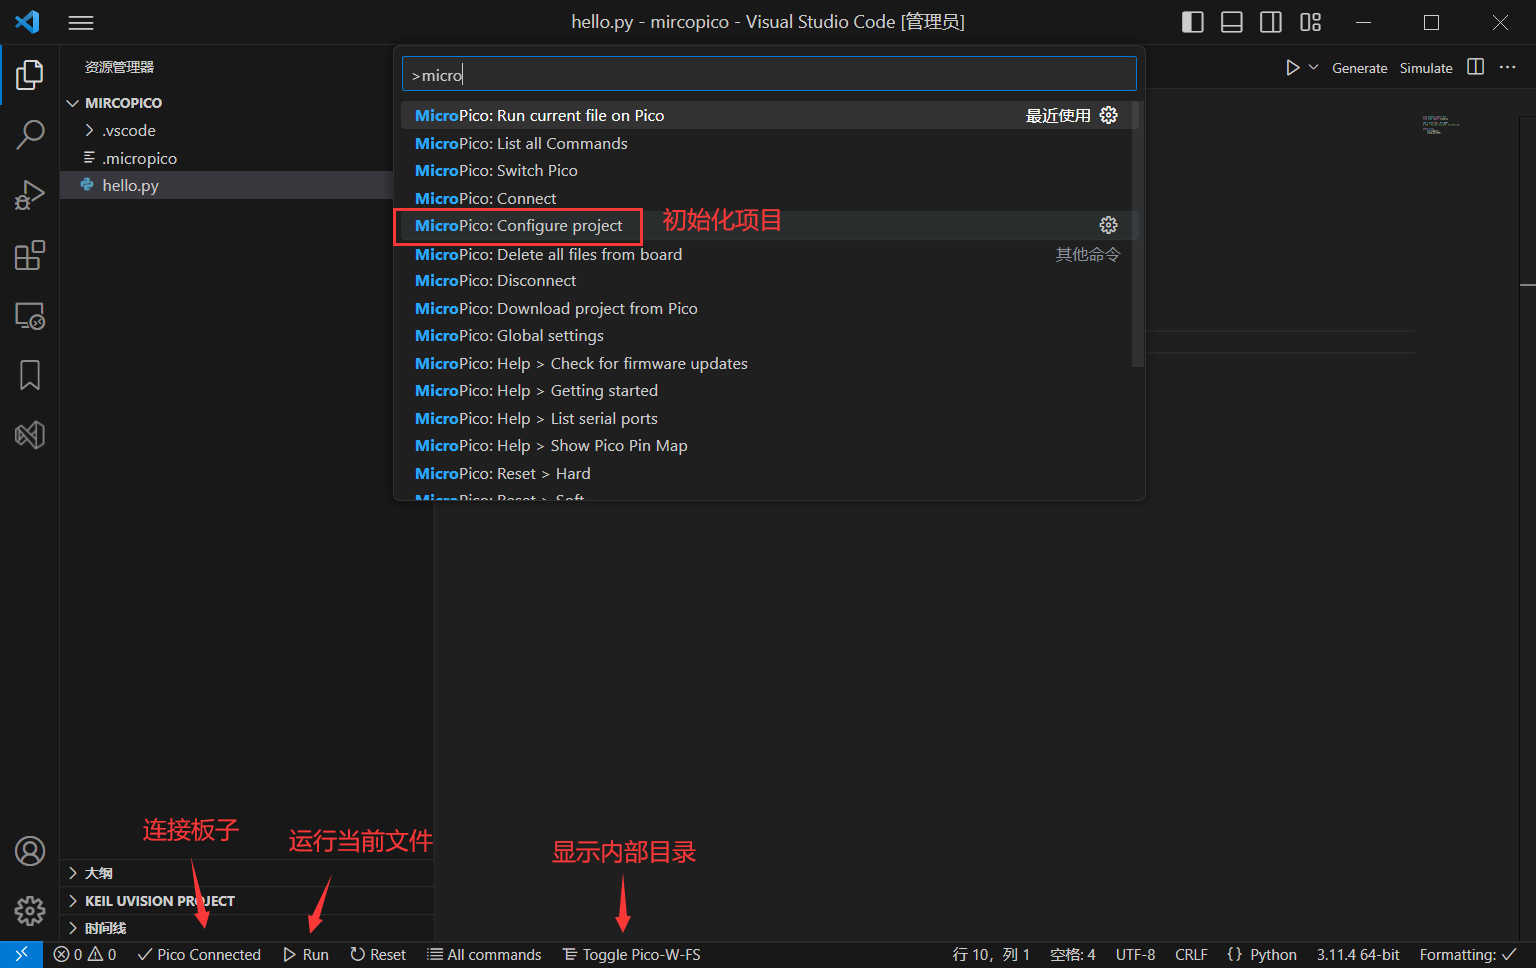 hello.py - mircopico - Visual Studio Code [管理员]
资源管理器
MIRCOPICO
.vscode
.micropico
hello.py
>micro
MicroPico: Run current file on Pico 最近使用
MicroPico: List all Commands
MicroPico: Switch Pico
MicroPico: Connect
MicroPico: Configure project 初始化项目
MicroPico: Delete all files from board 其他命令
MicroPico: Disconnect
MicroPico: Download project from Pico
MicroPico: Global settings
MicroPico: Help > Check for firmware updates
MicroPico: Help > Getting started
MicroPico: Help > List serial ports
MicroPico: Help > Show Pico Pin Map
MicroPico: Reset > Hard
MicroPico: Reset > Soft
Generate Simulate
连接板子
运行当前文件
显示内部目录
大纲
KEIL UVISION PROJECT
时间线
0 0 Pico Connected Run Reset All commands Toggle Pico-W-FS 行 10，列 1 空格: 4 UTF-8 CRLF {} Python 3.11.4 64-bit Formatting: ✓